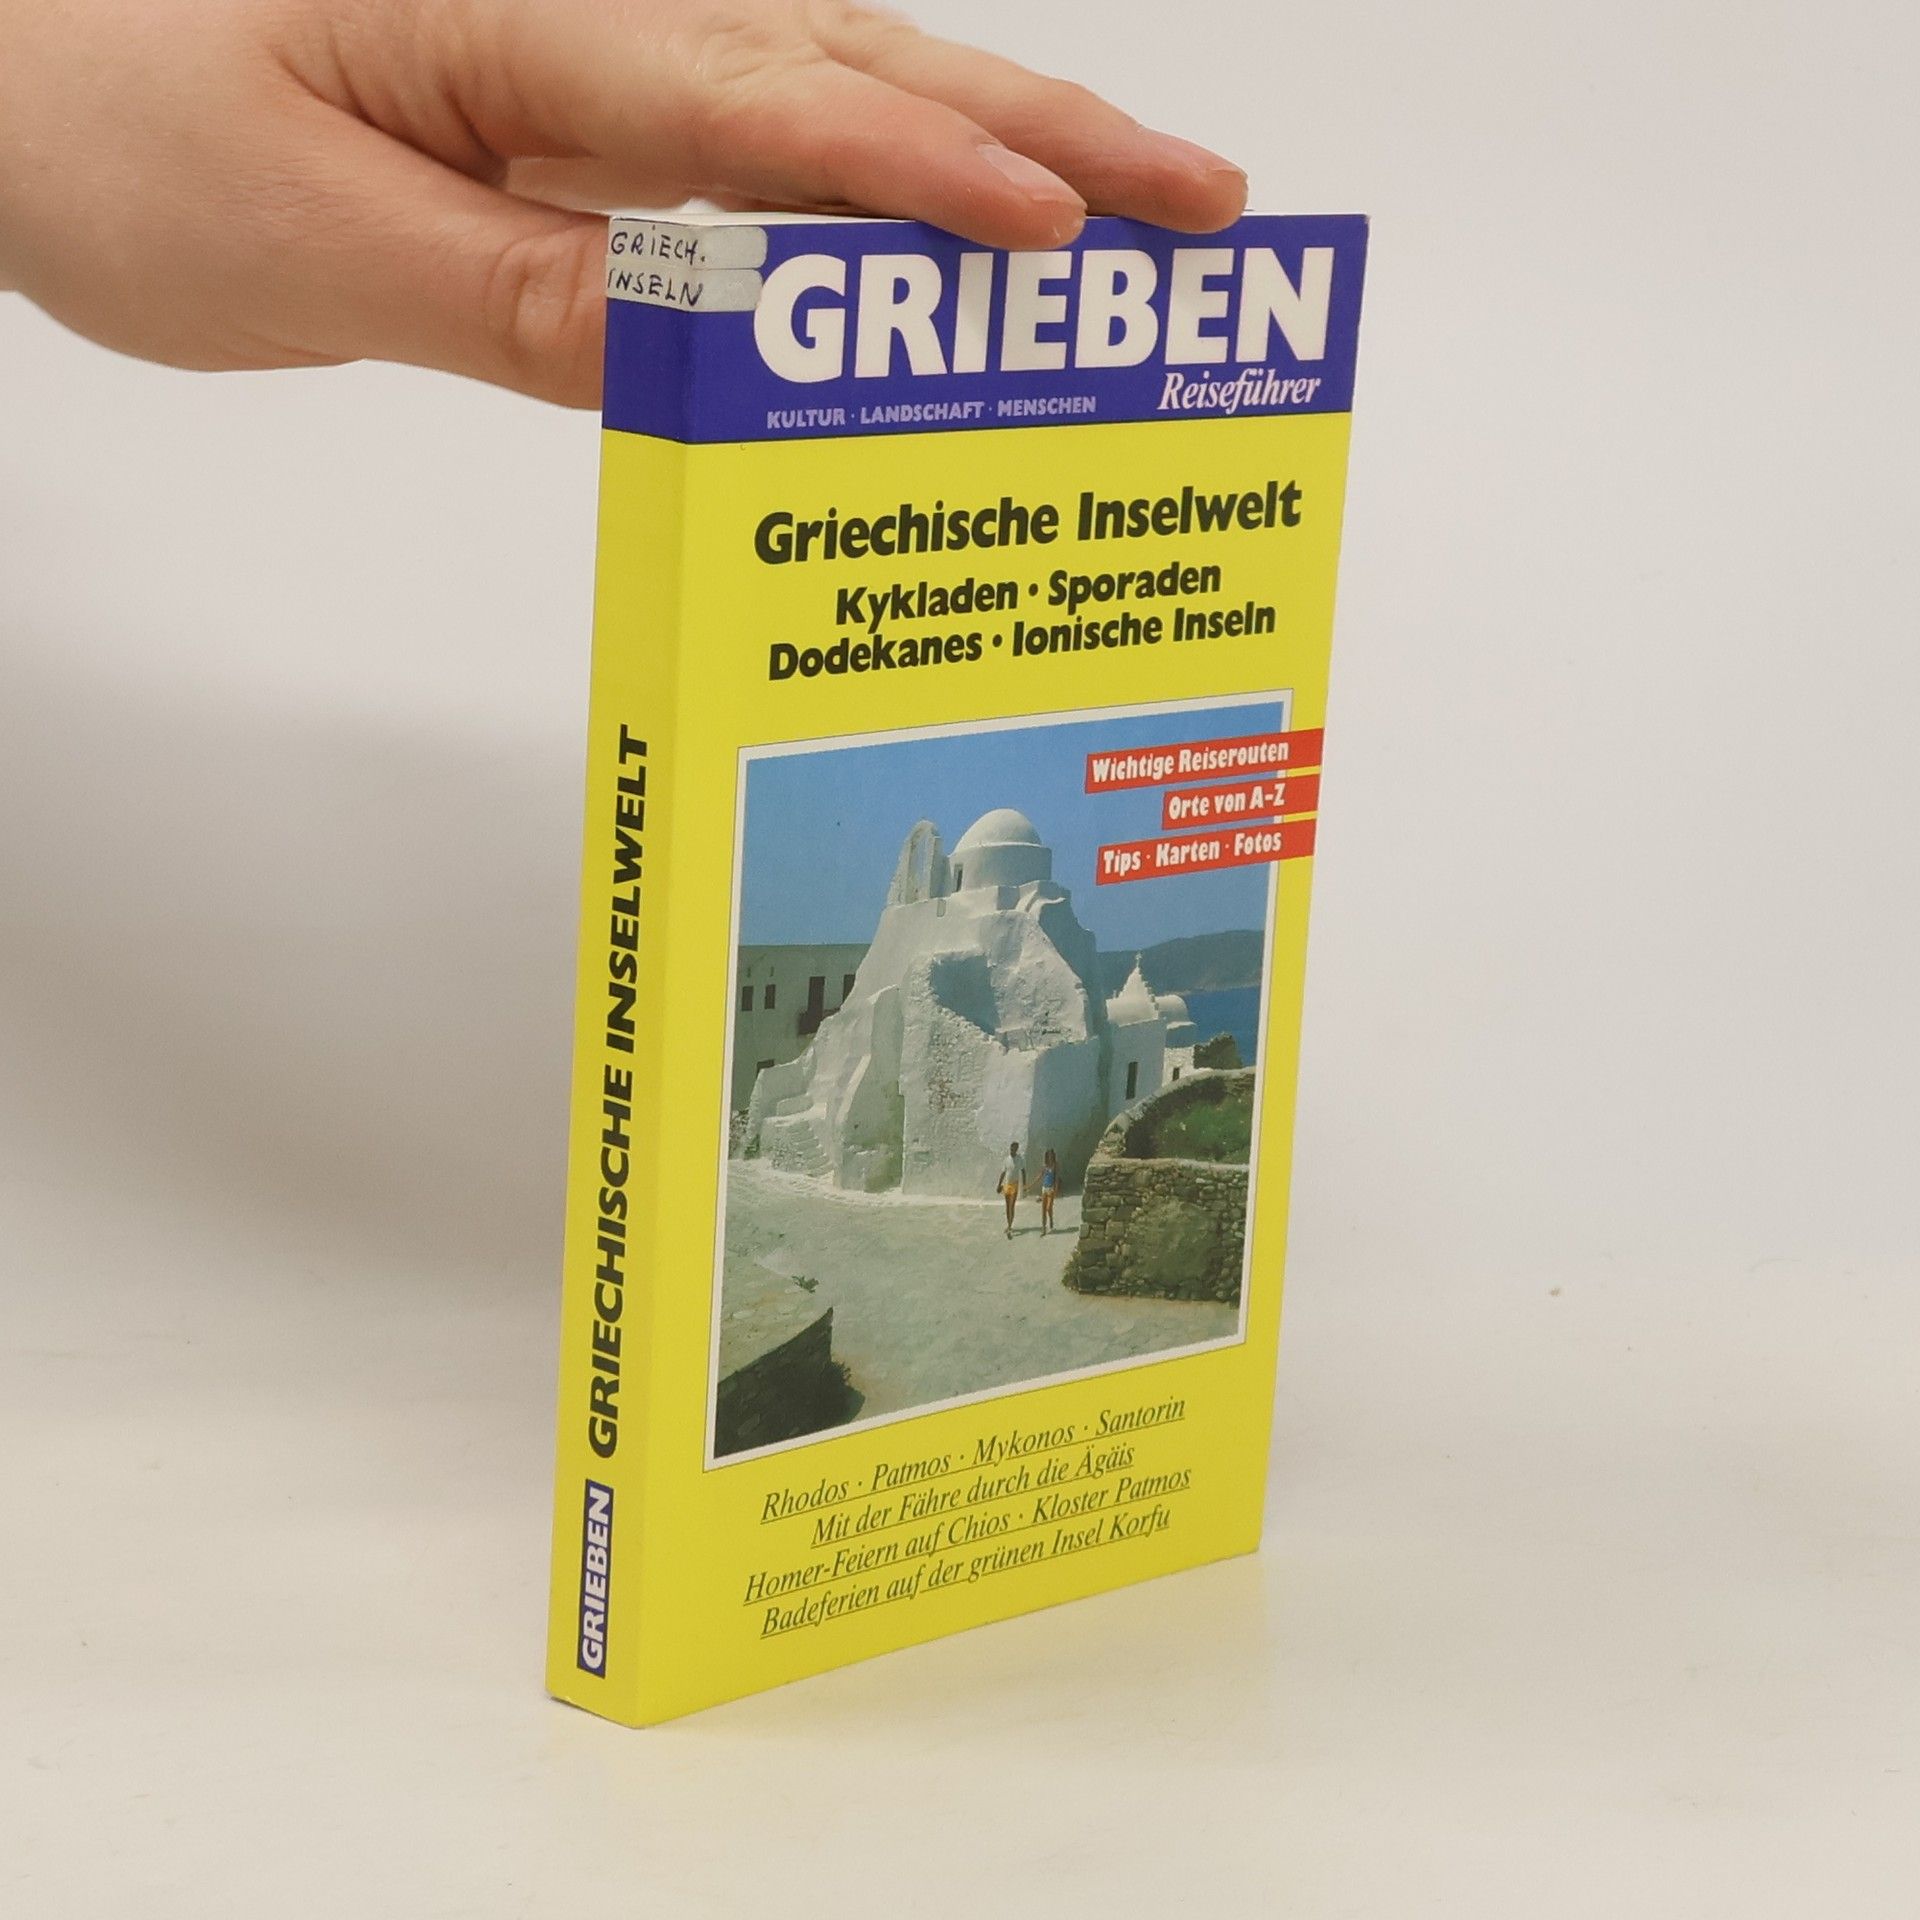 GRIECH.
INSELN
GRIEBEN
Reiseführer
KULTUR · LANDSCHAFT · MENSCHEN
Griechische Inselwelt
Kykladen · Sporaden
Dodekanes · Ionische Inseln
Wichtige Reiserouten
Orte von A-Z
Tips · Karten · Fotos
Rhodos · Patmos · Mykonos · Santorin
Mit der Fähre durch die Ägäis
Homer-Feiern auf Chios · Kloster Patmos
Badeferien auf der grünen Insel Korfu
GRIEBEN GRIECHISCHE INSELWELT